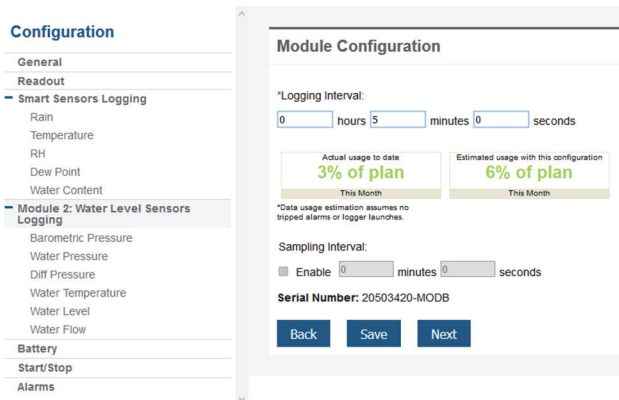 Configuration
General
Readout
Smart Sensors Logging
Rain
Temperature
RH
Dew Point
Water Content
Module 2: Water Level Sensors
Logging
Barometric Pressure
Water Pressure
Diff Pressure
Water Temperature
Water Level
Water Flow
Battery
Start/Stop
Alarms
Module Configuration
*Logging Interval:
0 hours 5 minutes 0 seconds
Actual usage to date
3% of plan
This Month
Estimated usage with this configuration
6% of plan
This Month
*Data usage estimation assumes no
tripped alarms or logger launches.
Sampling Interval:
Enable 0 minutes 0 seconds
Serial Number: 20503420-MODB
Back Save Next